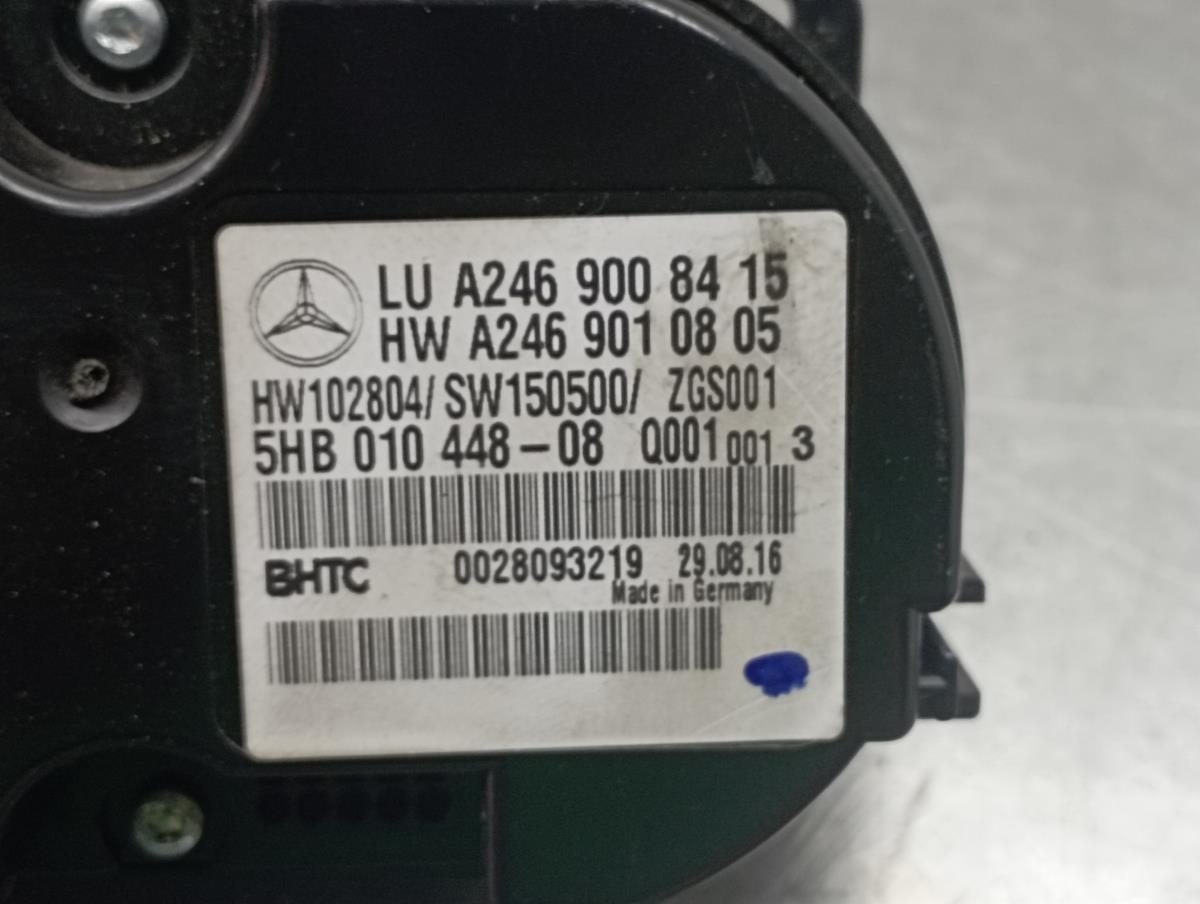 LU A246 900 84 15
HW A246 901 08 05
HW102804/ SW150500/ ZGS001
5HB 010 448-08 Q001 001 3
BHTC 0028093219 29.08.16
Made in Germany